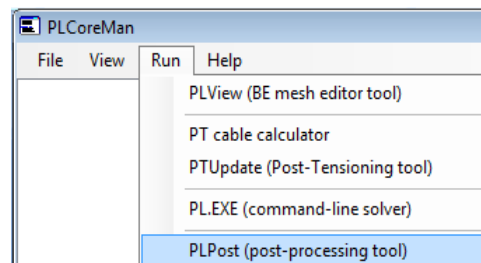 PLCoreMan
File View Run Help
PLView (BE mesh editor tool)
PT cable calculator
PTUpdate (Post-Tensioning tool)
PL.EXE (command-line solver)
PLPost (post-processing tool)